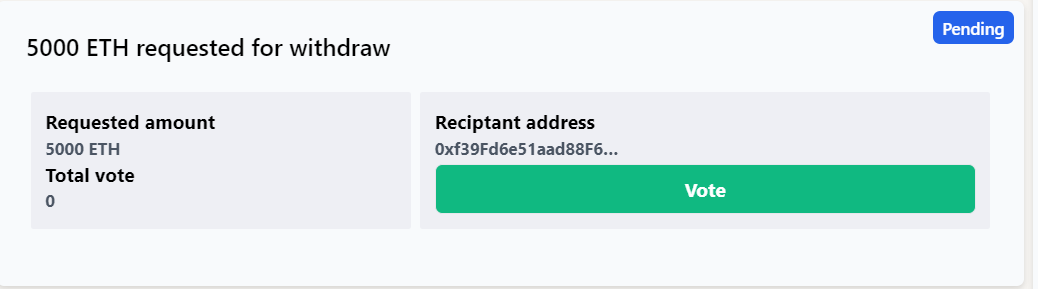 Pending
5000 ETH requested for withdraw
Requested amount
5000 ETH
Total vote
0
Reciptant address
0xf39Fd6e51aad88F6...
Vote